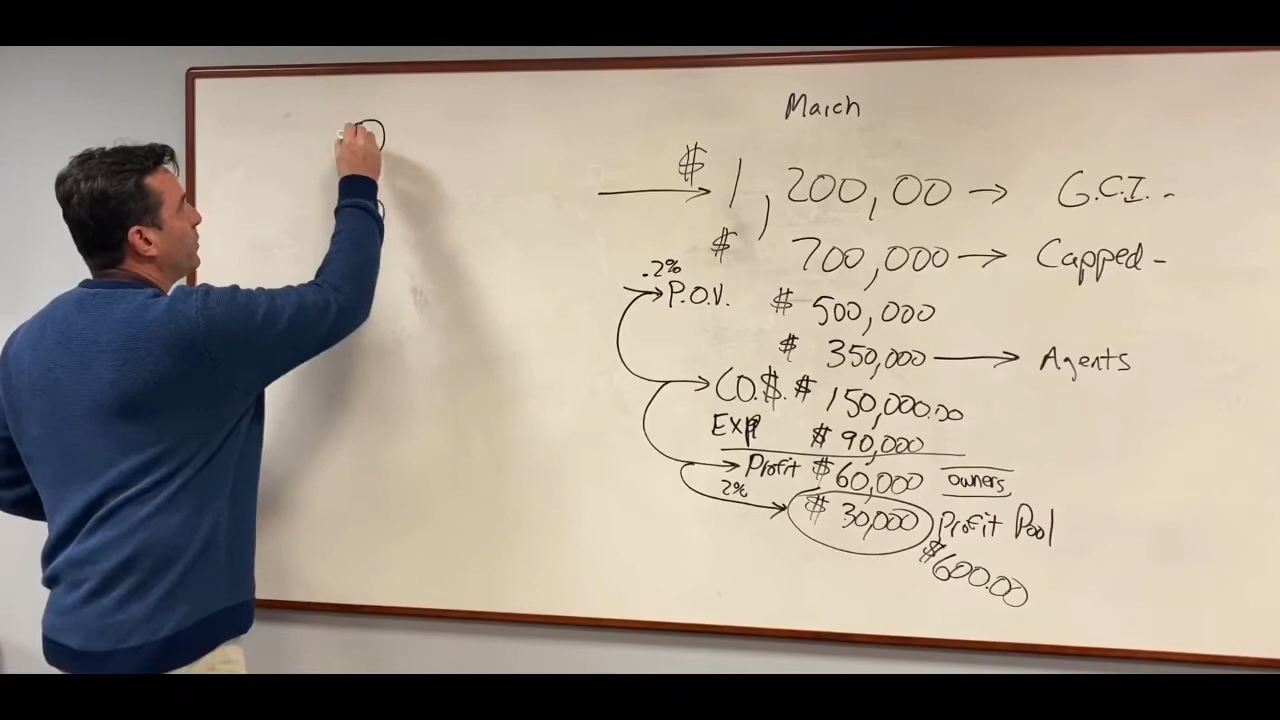 March
$ 1,200,00 → G.C.I. -
$ 700,000 → Capped -
.2%
P.O.V. $ 500,000
$ 350,000 → Agents
CO.$. $ 150,000.00
EXP $ 90,000
Profit $ 60,000 owners
2%
$ 30,000 Profit Pool
$600.00